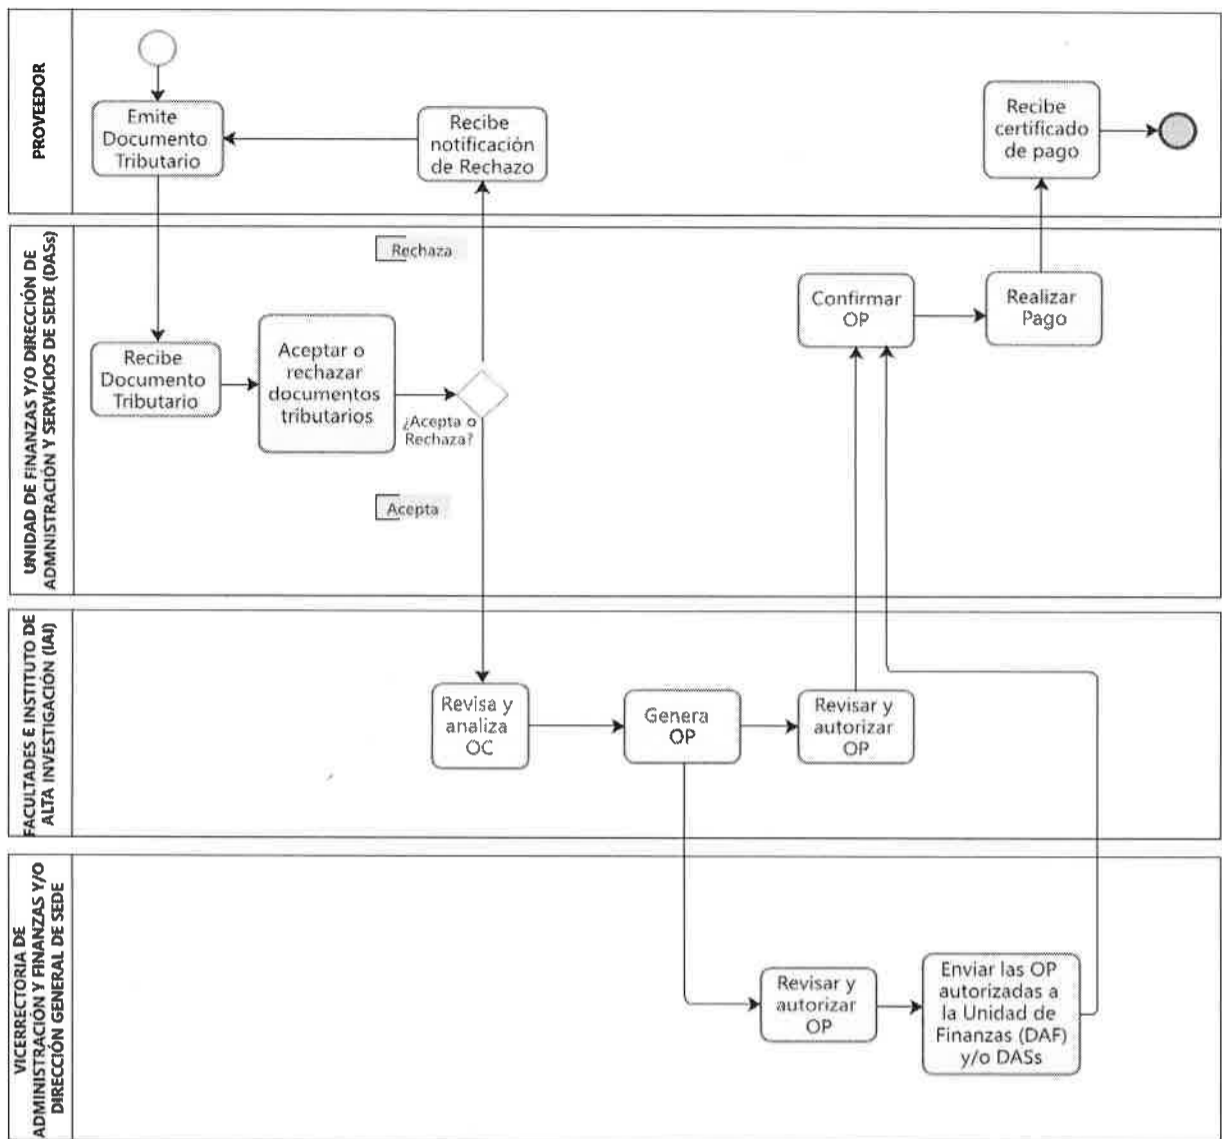 PROVEEDOR
Emite
Documento
Tributario
Recibe
notificación
de Rechazo
Recibe
certificado
de pago
UNIDAD DE FINANZAS Y/O DIRECCIÓN DE
ADMNISTRACIÓN Y SERVICIOS DE SEDE (DASs)
Rechaza
Confirmar
OP
Realizar
Pago
Recibe
Documento
Tributario
Aceptar o
rechazar
documentos
tributarios
¿Acepta o
Rechaza?
Acepta
FACULTADES E INSTITUTO DE
ALTA INVESTIGACIÓN (IAI)
Revisa y
analiza
OC
Genera
OP
Revisar y
autorizar
OP
VICERRECTORIA DE
ADMINISTRACIÓN Y FINANZAS Y/O
DIRECCIÓN GENERAL DE SEDE
Revisar y
autorizar
OP
Enviar las OP
autorizadas a
la Unidad de
Finanzas (DAF)
y/o DASs